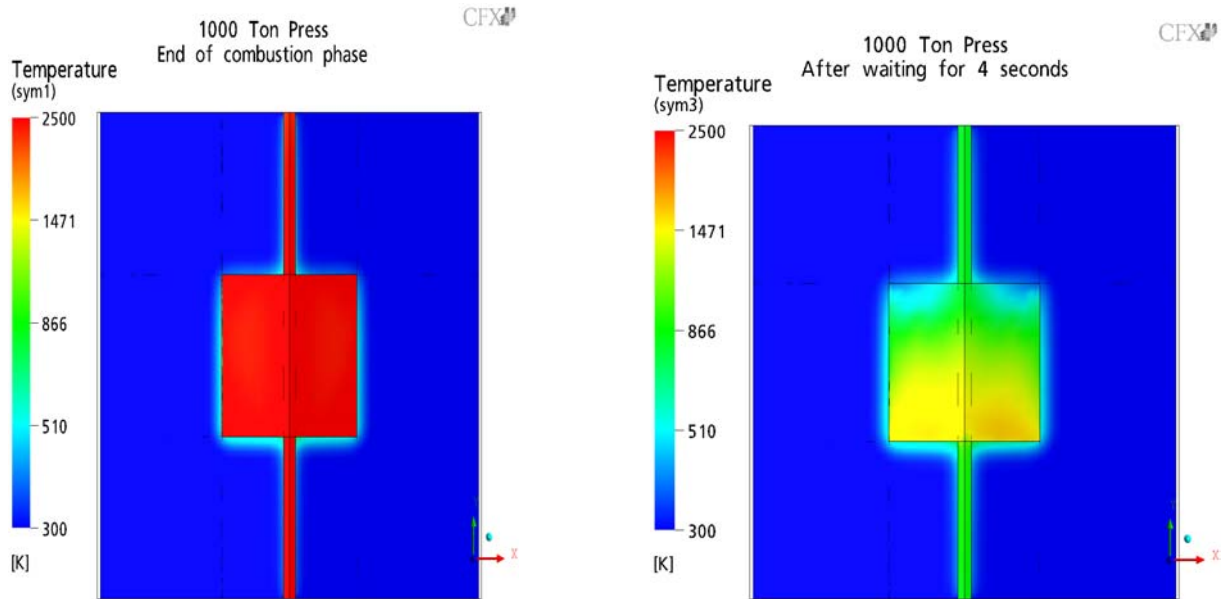 CFX
1000 Ton Press
End of combustion phase
Temperature
(sym1)
2500
1471
866
510
300
[K]
Y
X
CFX
1000 Ton Press
After waiting for 4 seconds
Temperature
(sym3)
2500
1471
866
510
300
[K]
Y
X